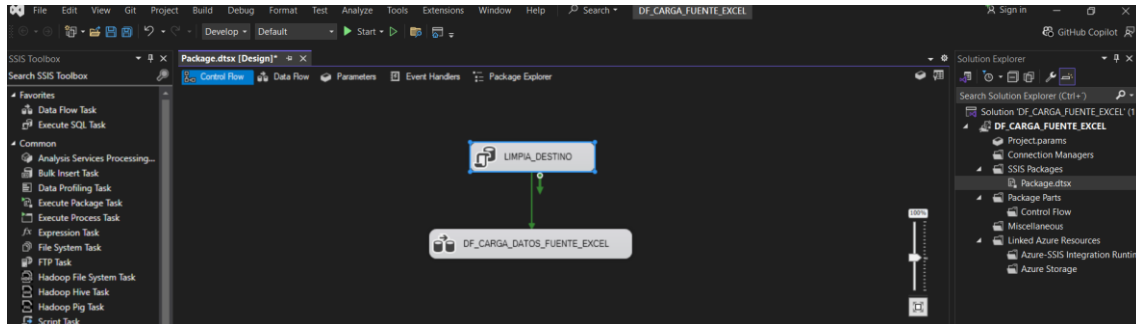 File Edit View Git Project Build Debug Format Test Analyze Tools Extensions Window Help Search DF_CARGA_FUENTE_EXCEL Sign in
Develop Default Start GitHub Copilot
SSIS Toolbox
Search SSIS Toolbox
Favorites
Data Flow Task
Execute SQL Task
Common
Analysis Services Processing...
Bulk Insert Task
Data Profiling Task
Execute Package Task
Execute Process Task
Expression Task
File System Task
FTP Task
Hadoop File System Task
Hadoop Hive Task
Hadoop Pig Task
Script Task
Package.dtsx [Design]*
Control Flow Data Flow Parameters Event Handlers Package Explorer
LIMPIA_DESTINO
DF_CARGA_DATOS_FUENTE_EXCEL
100%
Solution Explorer
Search Solution Explorer (Ctrl+')
Solution 'DF_CARGA_FUENTE_EXCEL' (1
DF_CARGA_FUENTE_EXCEL
Project.params
Connection Managers
SSIS Packages
Package.dtsx
Package Parts
Control Flow
Miscellaneous
Linked Azure Resources
Azure-SSIS Integration Runtin
Azure Storage